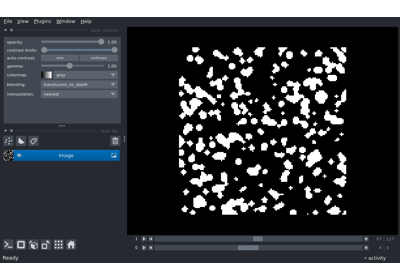 File View Plugins Window Help
opacity: 1.00
contrast limits:
auto-contrast: once continuous
gamma: 1.00
colormap: gray
blending: translucent_no_depth
interpolation: nearest
Image
1
0
Ready
activity